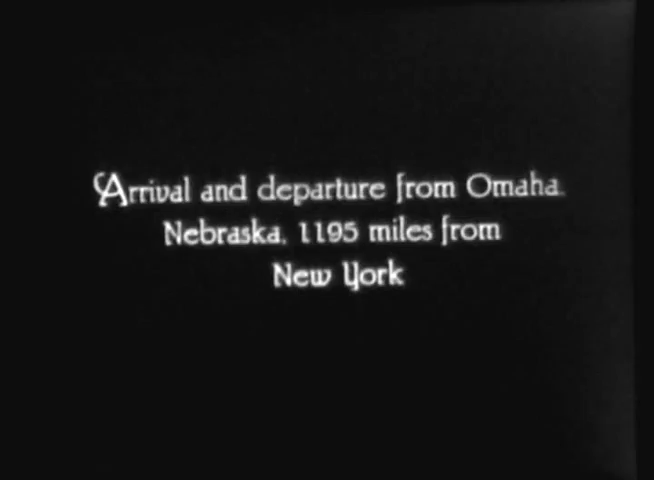 Arrival and departure from Omaha,
Nebraska, 1195 miles from
New York